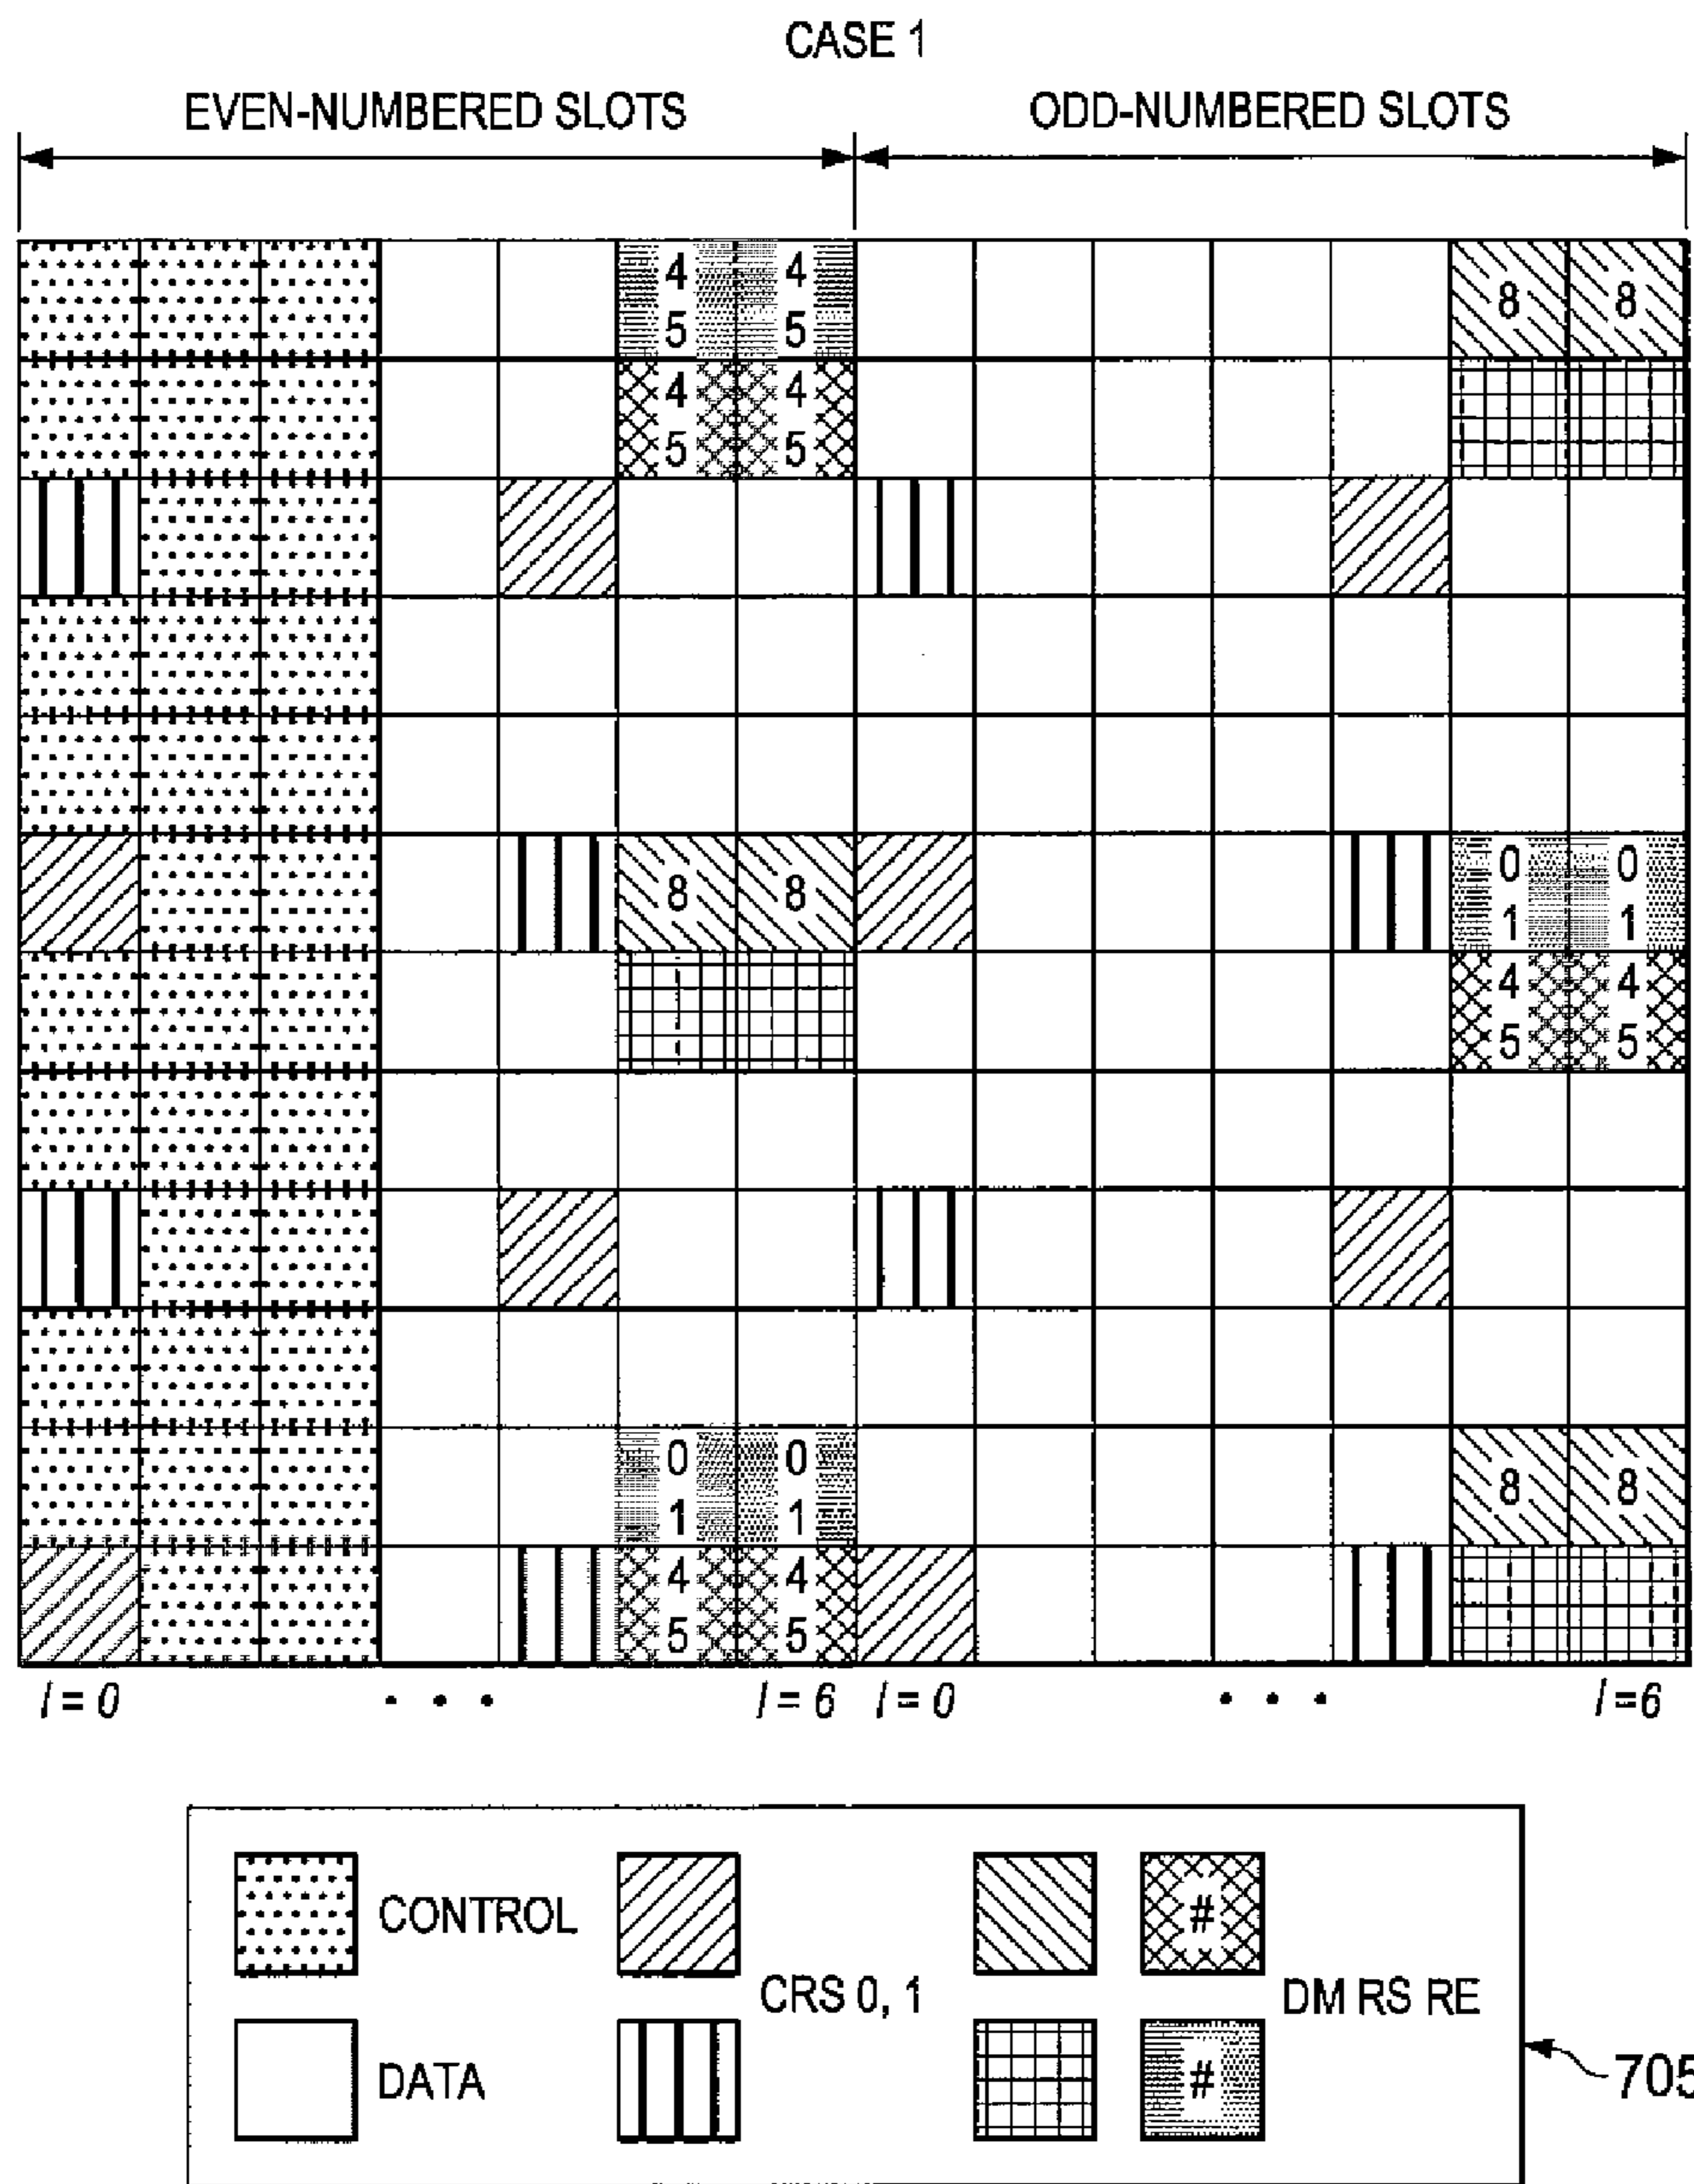 CASE 1
EVEN-NUMBERED SLOTS ODD-NUMBERED SLOTS
4 4 8 8
5 5
4 4
5 5
8 8 0 0
1 1
4 4
5 5
0 0 8 8
1 1
4 4
5 5
l = 0 • • • l = 6 l = 0 • • • l =6
CONTROL # 
CRS 0, 1 DM RS RE
DATA #
705